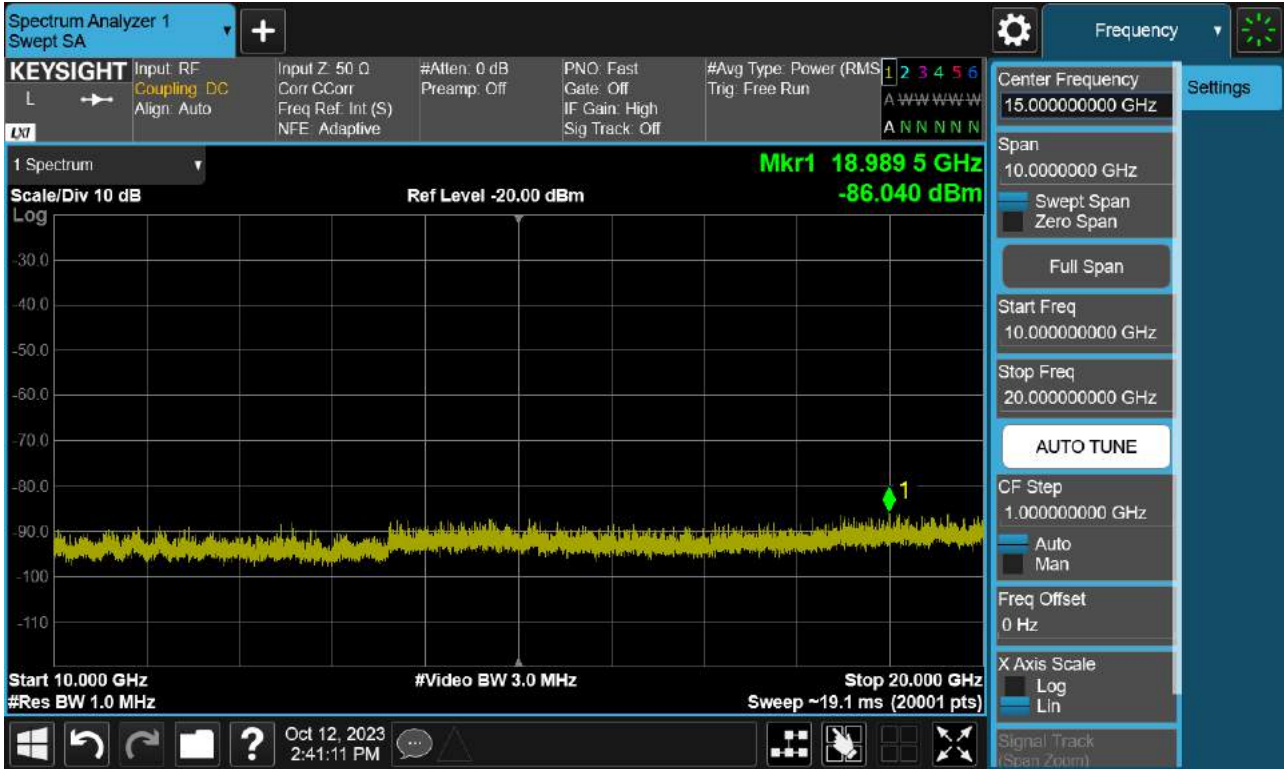 Spectrum Analyzer 1
Swept SA
Frequency
KEYSIGHT
L
LXI
Input: RF
Coupling: DC
Align: Auto
Input Z: 50 Ω
Corr CCorr
Freq Ref: Int (S)
NFE: Adaptive
#Atten: 0 dB
Preamp: Off
PNO: Fast
Gate: Off
IF Gain: High
Sig Track: Off
#Avg Type: Power (RMS
Trig: Free Run
1 2 3 4 5 6
A W W W W W
A N N N N N
1 Spectrum
Mkr1 18.989 5 GHz
-86.040 dBm
Scale/Div 10 dB
Ref Level -20.00 dBm
Log
-30.0
-40.0
-50.0
-60.0
-70.0
-80.0
-90.0
-100
-110
1
Start 10.000 GHz
#Video BW 3.0 MHz
Stop 20.000 GHz
#Res BW 1.0 MHz
Sweep ~19.1 ms (20001 pts)
Settings
Center Frequency
15.000000000 GHz
Span
10.0000000 GHz
Swept Span
Zero Span
Full Span
Start Freq
10.000000000 GHz
Stop Freq
20.000000000 GHz
AUTO TUNE
CF Step
1.000000000 GHz
Auto
Man
Freq Offset
0 Hz
X Axis Scale
Log
Lin
Signal Track
(Span Zoom)
?
Oct 12, 2023
2:41:11 PM